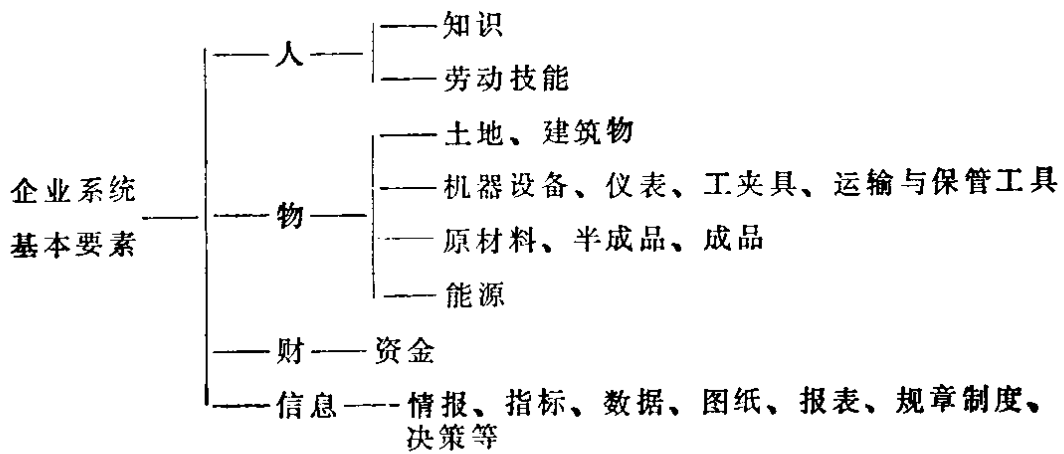 知识
人
劳动技能
土地、建筑物
机器设备、仪表、工夹具、运输与保管工具
企业系统
物
基本要素
原材料、半成品、成品
能源
财
资金
信息
情报、指标、数据、图纸、报表、规章制度、
决策等